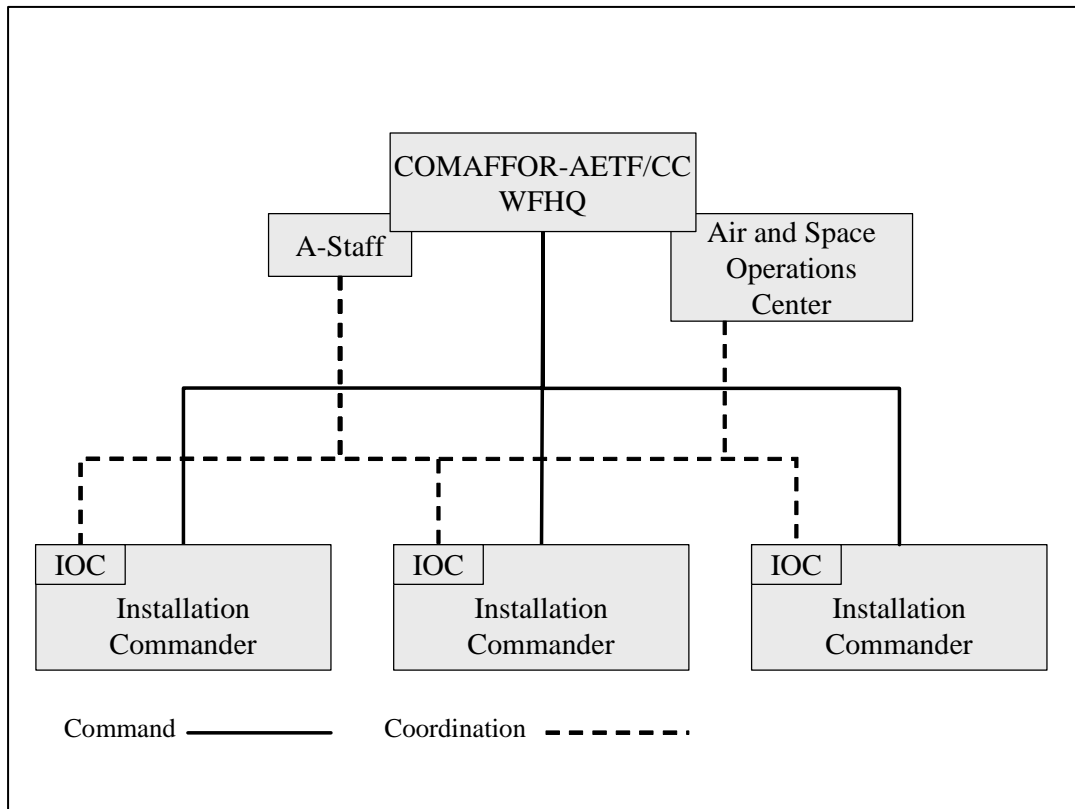 COMAFFOR-AETF/CC
WFHQ
A-Staff
Air and Space
Operations
Center
IOC
Installation
Commander
IOC
Installation
Commander
IOC
Installation
Commander
Command
Coordination